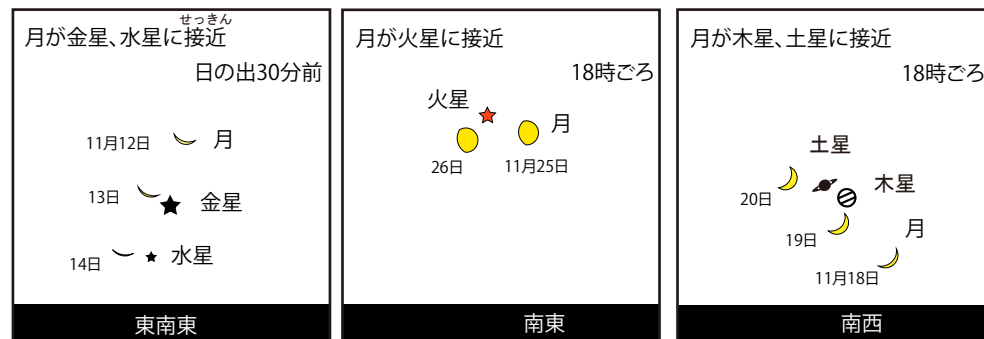 せっきん
月が金星、水星に接近
日の出30分前
11月12日
月
13日
金星
14日
水星
東南東
月が火星に接近
18時ごろ
火星
月
26日
11月25日
南東
月が木星、土星に接近
18時ごろ
土星
木星
20日
月
19日
11月18日
南西